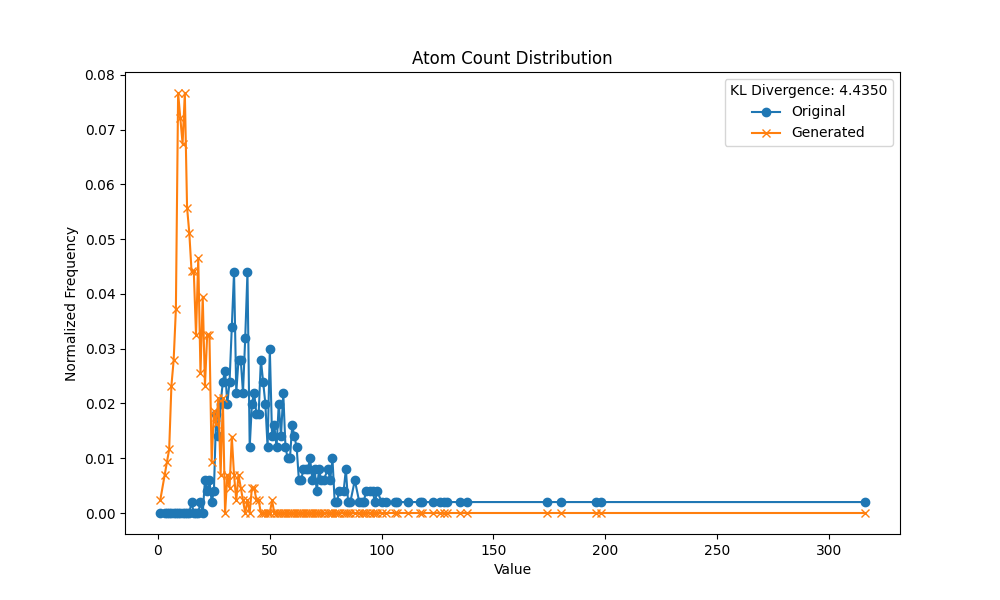 Atom Count Distribution
KL Divergence: 4.4350
Original
Generated
Normalized Frequency
0.08
0.07
0.06
0.05
0.04
0.03
0.02
0.01
0.00
0
50
100
150
200
250
300
Value